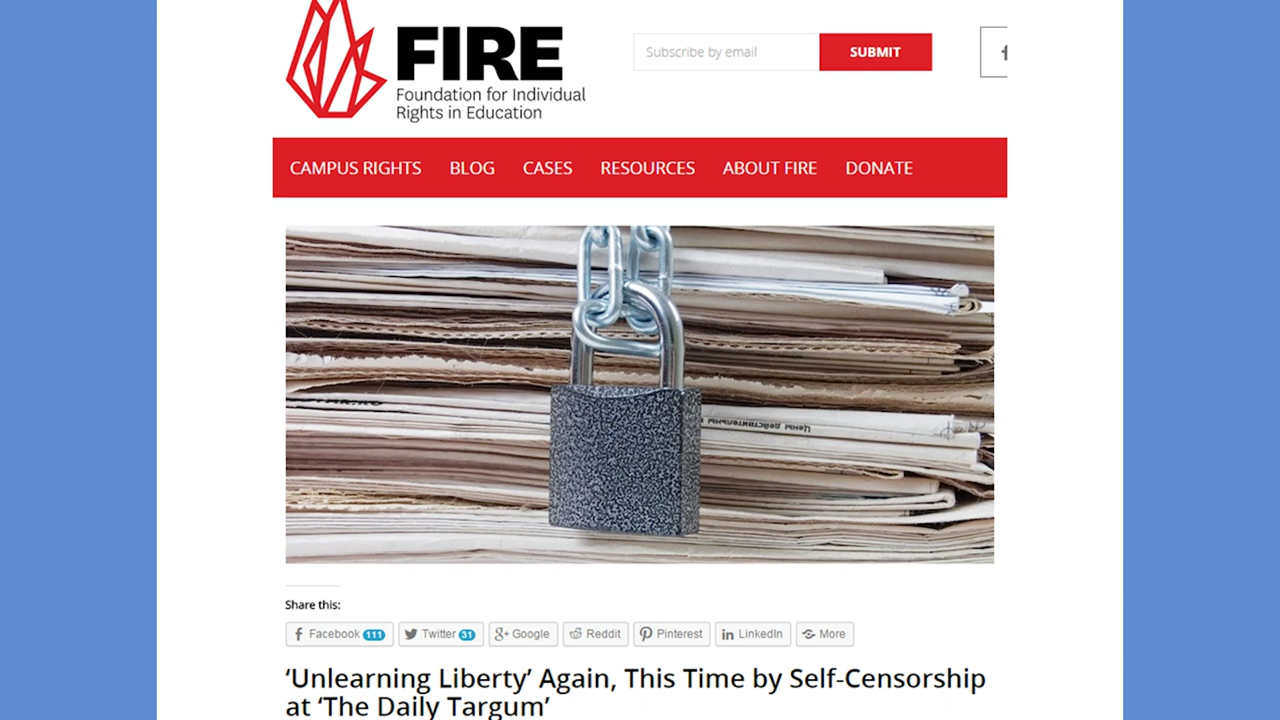 FIRE
Foundation for Individual
Rights in Education
Subscribe by email
SUBMIT
CAMPUS RIGHTS BLOG CASES RESOURCES ABOUT FIRE DONATE
Share this:
Facebook 111 Twitter 31 Google Reddit Pinterest LinkedIn More
‘Unlearning Liberty’ Again, This Time by Self-Censorship
at ‘The Daily Targum’